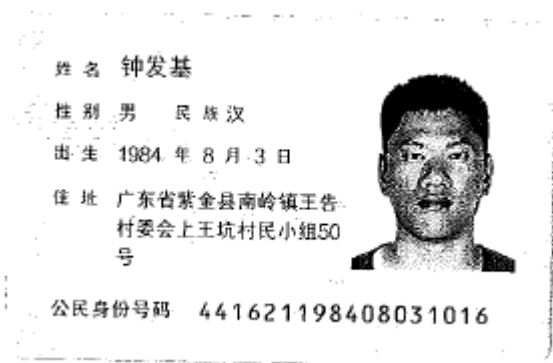 姓名 钟发基
性别 男 民族汉
出生 1984 年 8 月 3 日
住址 广东省紫金县南岭镇王告
村委会上王坑村民小组50
号
公民身份号码 441621198408031016